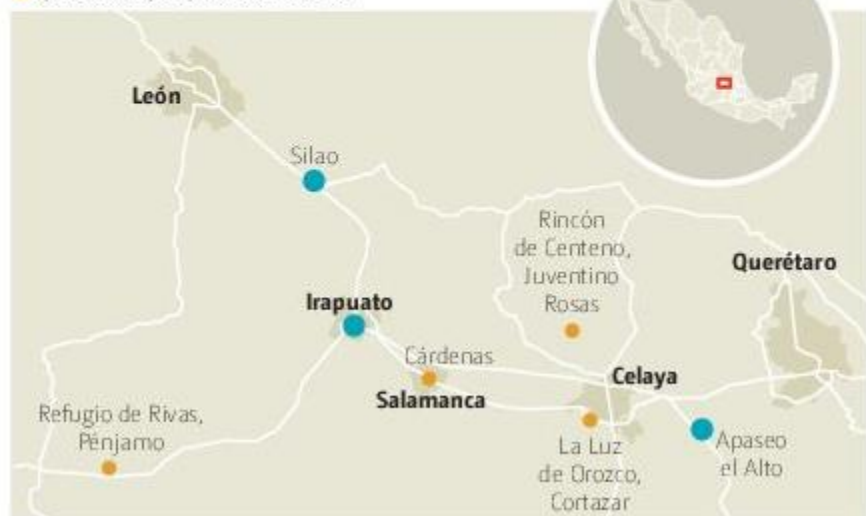 León
Silao
Rincón
de Centeno,
Juventino
Rosas
Querétaro
Irapuato
Cárdenas
Celaya
Salamanca
Refugio de Rivas,
Pénjamo
La Luz
de Orozco,
Cortazar
Apaseo
el Alto